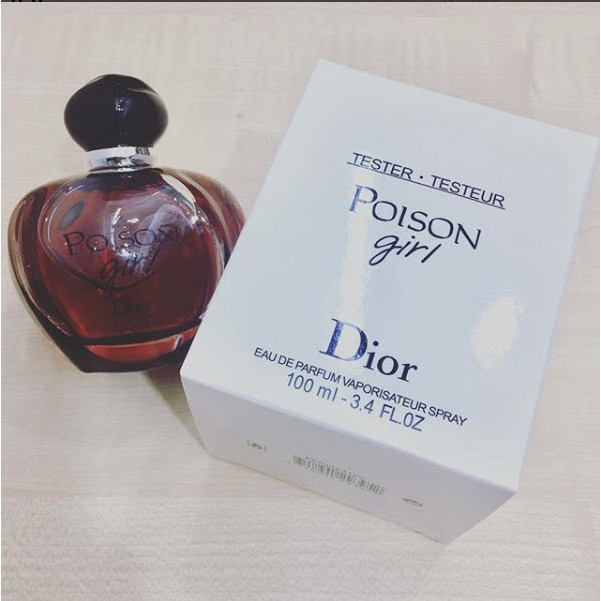 POISON
girl
Dior
TESTER • TESTEUR
POISON
girl
Dior
EAU DE PARFUM VAPORISATEUR SPRAY
100 ml - 3.4 FL.OZ